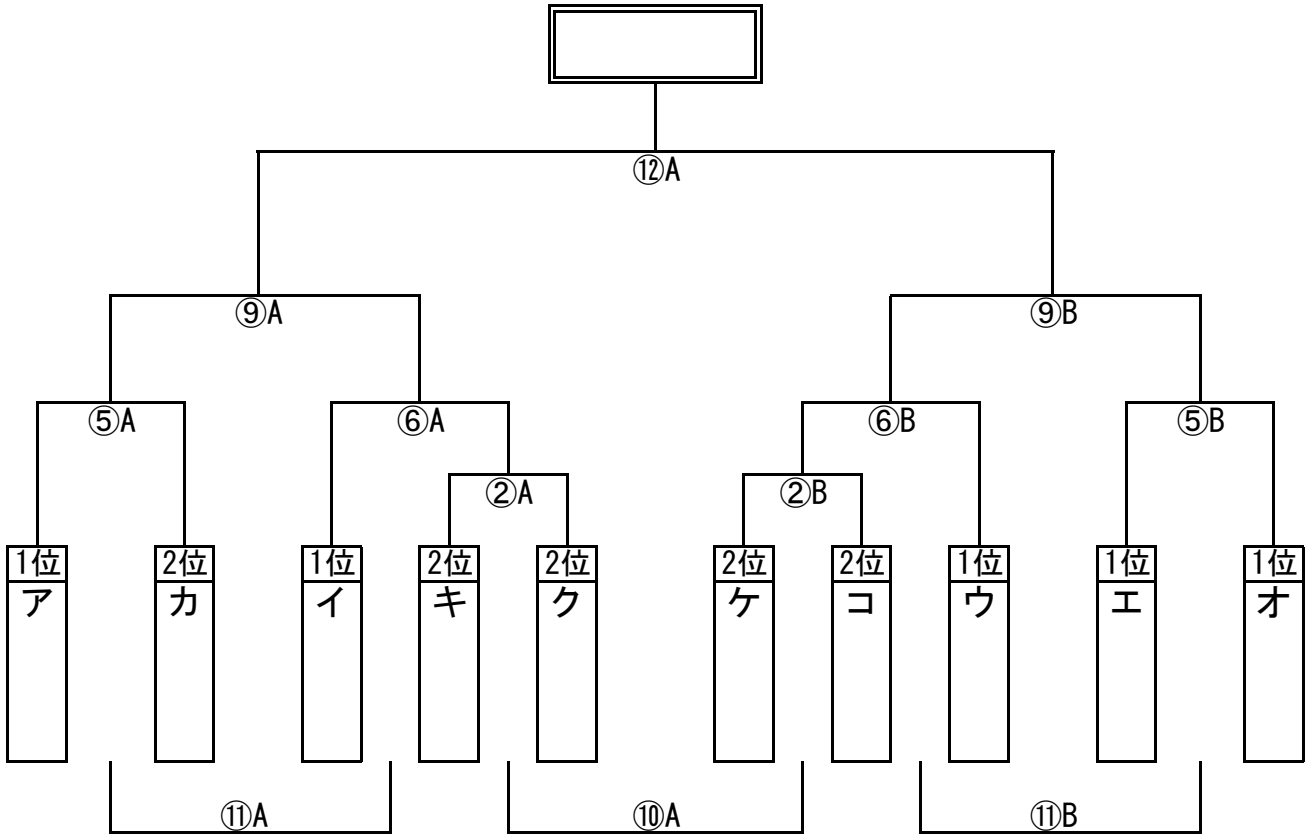 ⑫A
⑨A ⑨B
⑤A ⑥A ⑥B ⑤B
②A ②B
1位 2位 1位 2位 2位 2位 2位 1位 1位 1位
ア カ イ キ ク ケ コ ウ エ オ
⑪A ⑩A ⑪B